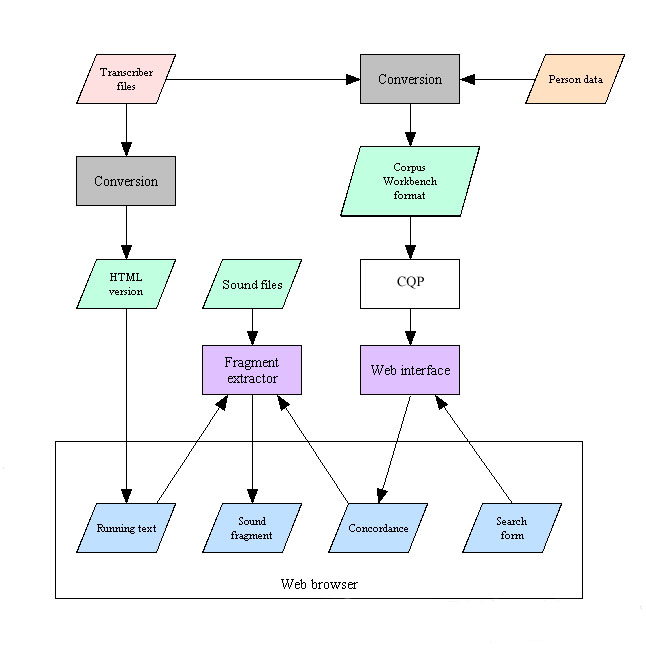 Transcriber
files
Conversion
Person data
Corpus
Workbench
format
Conversion
HTML
version
Sound files
CQP
Fragment
extractor
Web interface
Running text
Sound
fragment
Concordance
Search
form
Web browser